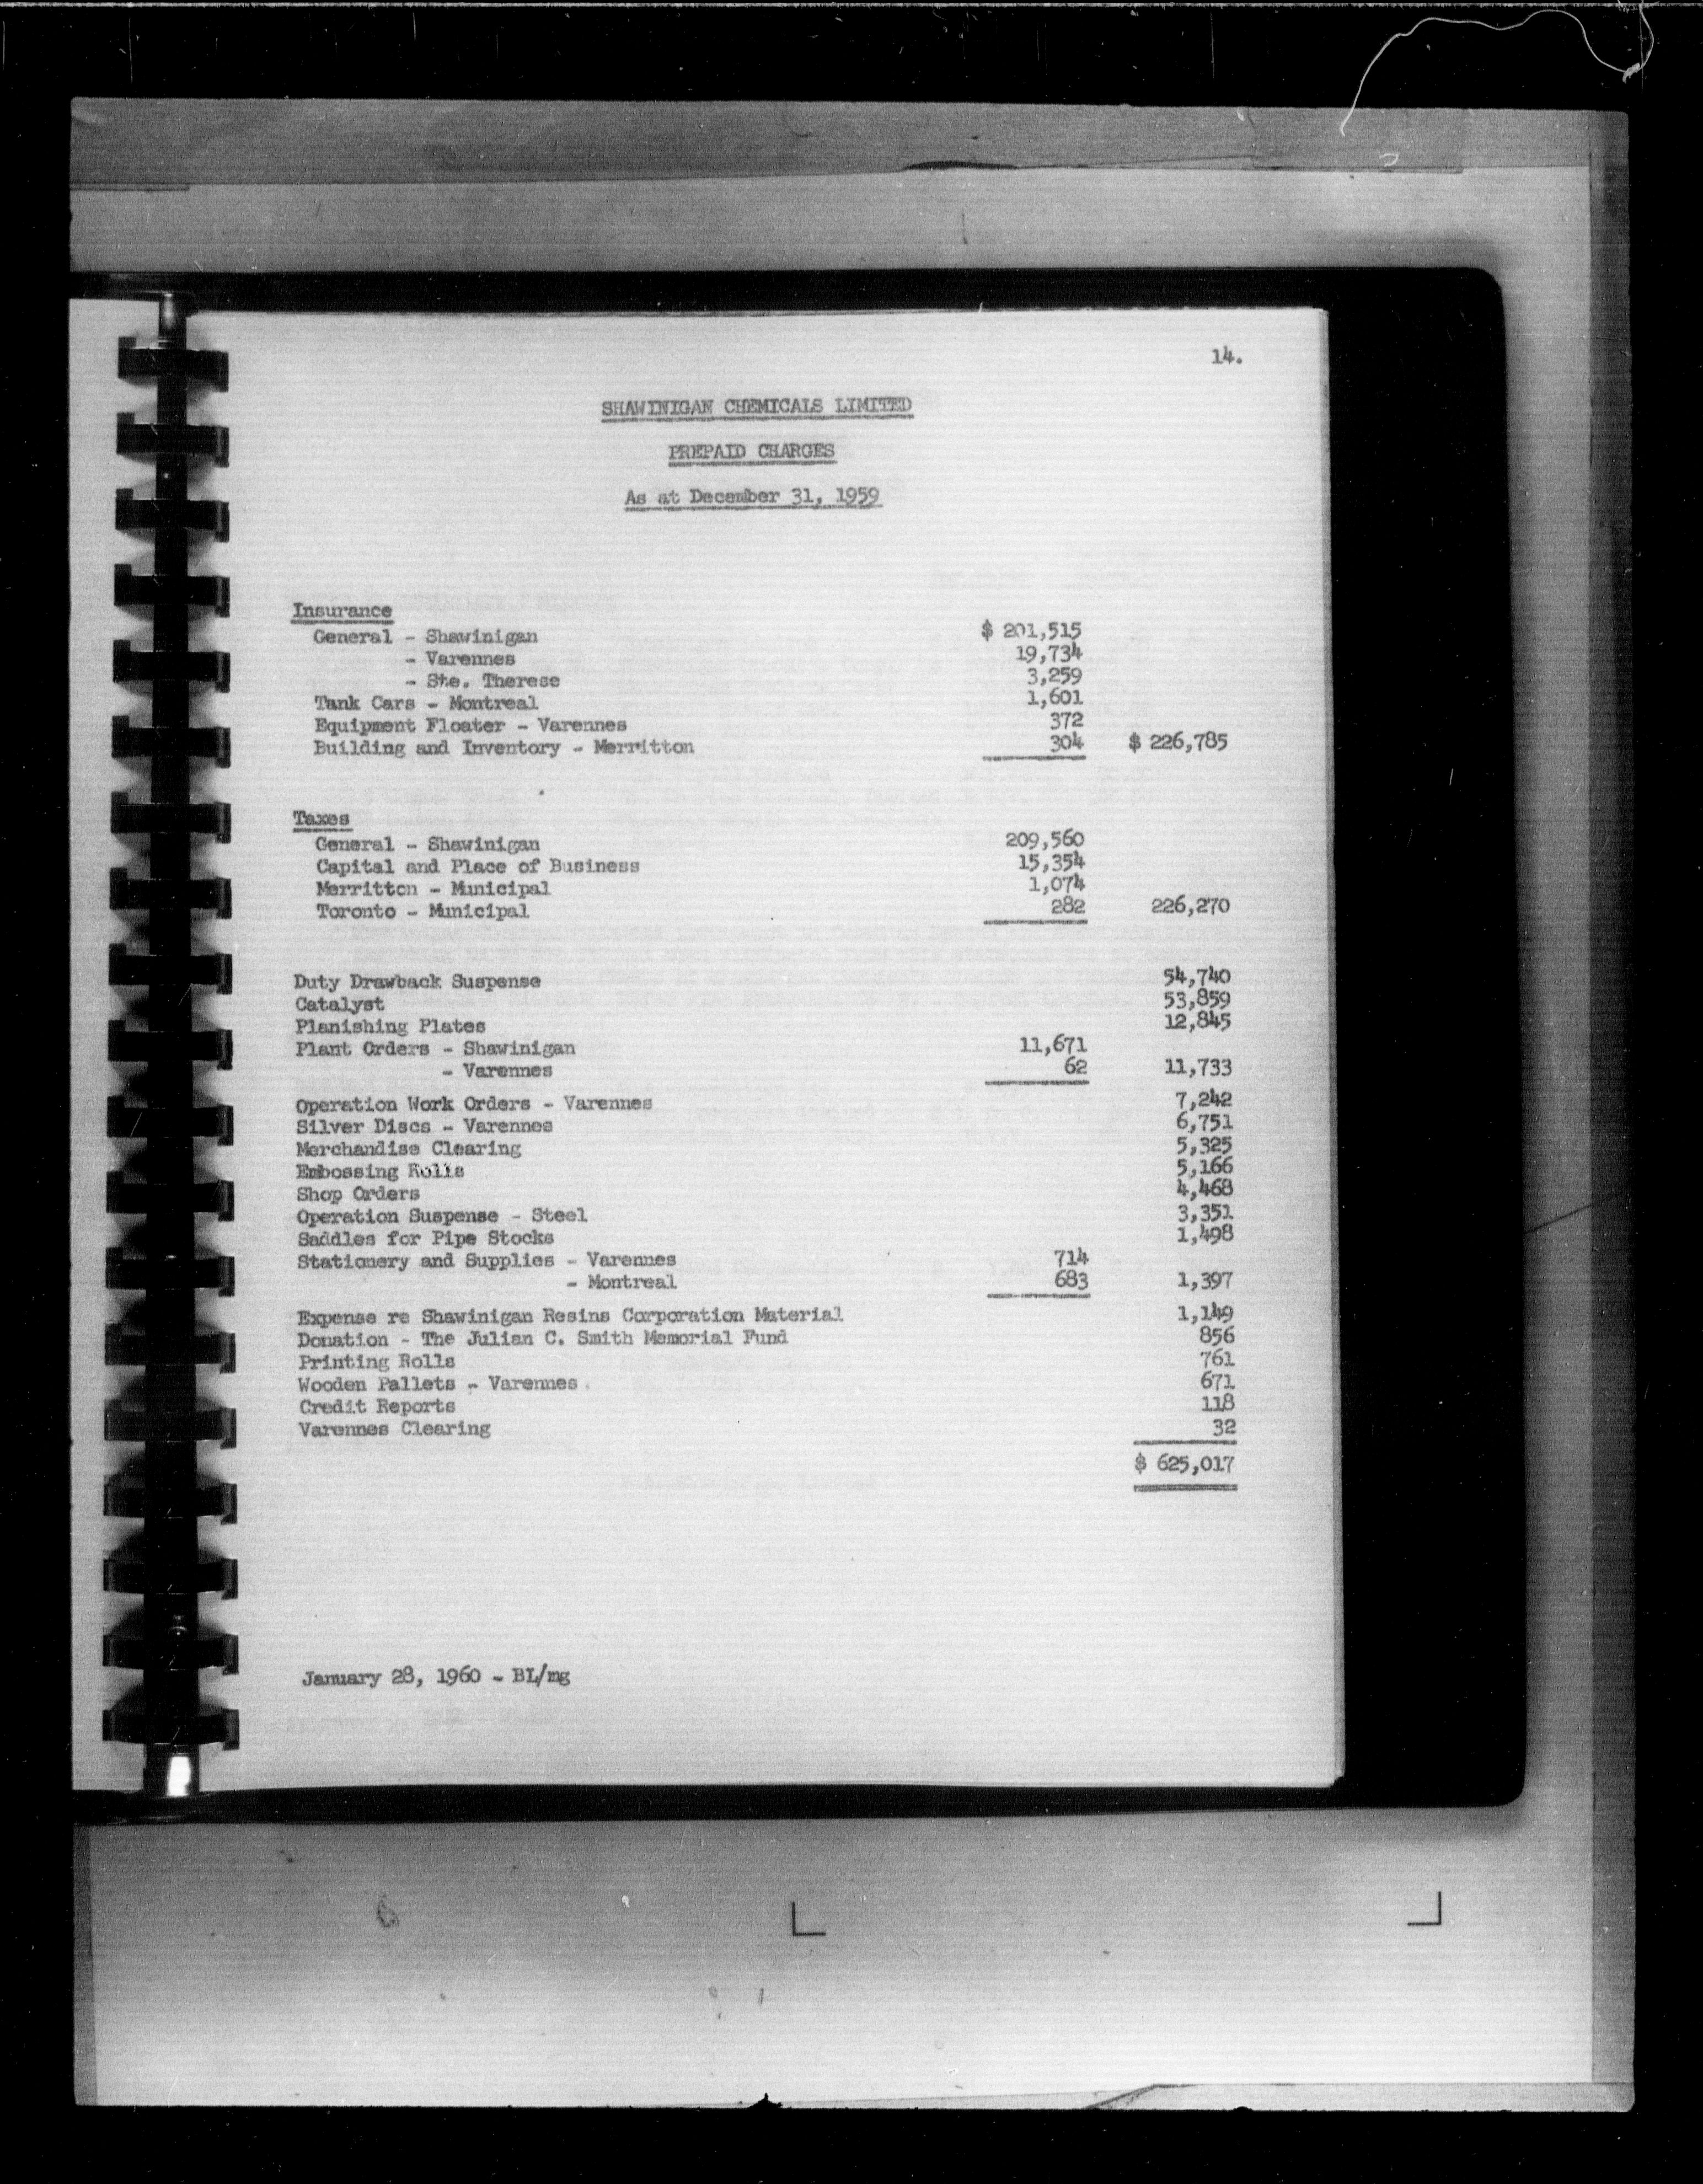 14.
SHAWINIGAN CHEMICALS LIMITED
PREPAID CHARGES
As at December 31, 1959
Insurance
General - Shawinigan $ 201,515
- Varennes 19,734
- Ste. Therese 3,259
Tank Cars - Montreal 1,601
Equipment Floater - Varennes 372
Building and Inventory - Merritton 304 $ 226,785
Taxes
General - Shawinigan 209,560
Capital and Place of Business 15,354
Merritton - Municipal 1,074
Toronto - Municipal 282 226,270
Duty Drawback Suspense 54,740
Catalyst 53,859
Planishing Plates 12,845
Plant Orders - Shawinigan 11,671
- Varennes 62 11,733
Operation Work Orders - Varennes 7,242
Silver Discs - Varennes 6,751
Merchandise Clearing 5,325
Embossing Rolls 5,166
Shop Orders 4,468
Operation Suspense - Steel 3,351
Saddles for Pipe Stocks 1,498
Stationery and Supplies - Varennes 714
- Montreal 683 1,397
Expense re Shawinigan Resins Corporation Material 1,149
Donation - The Julian C. Smith Memorial Fund 856
Printing Rolls 761
Wooden Pallets - Varennes 671
Credit Reports 118
Varennes Clearing 32
$ 625,017
January 28, 1960 - BL/mg